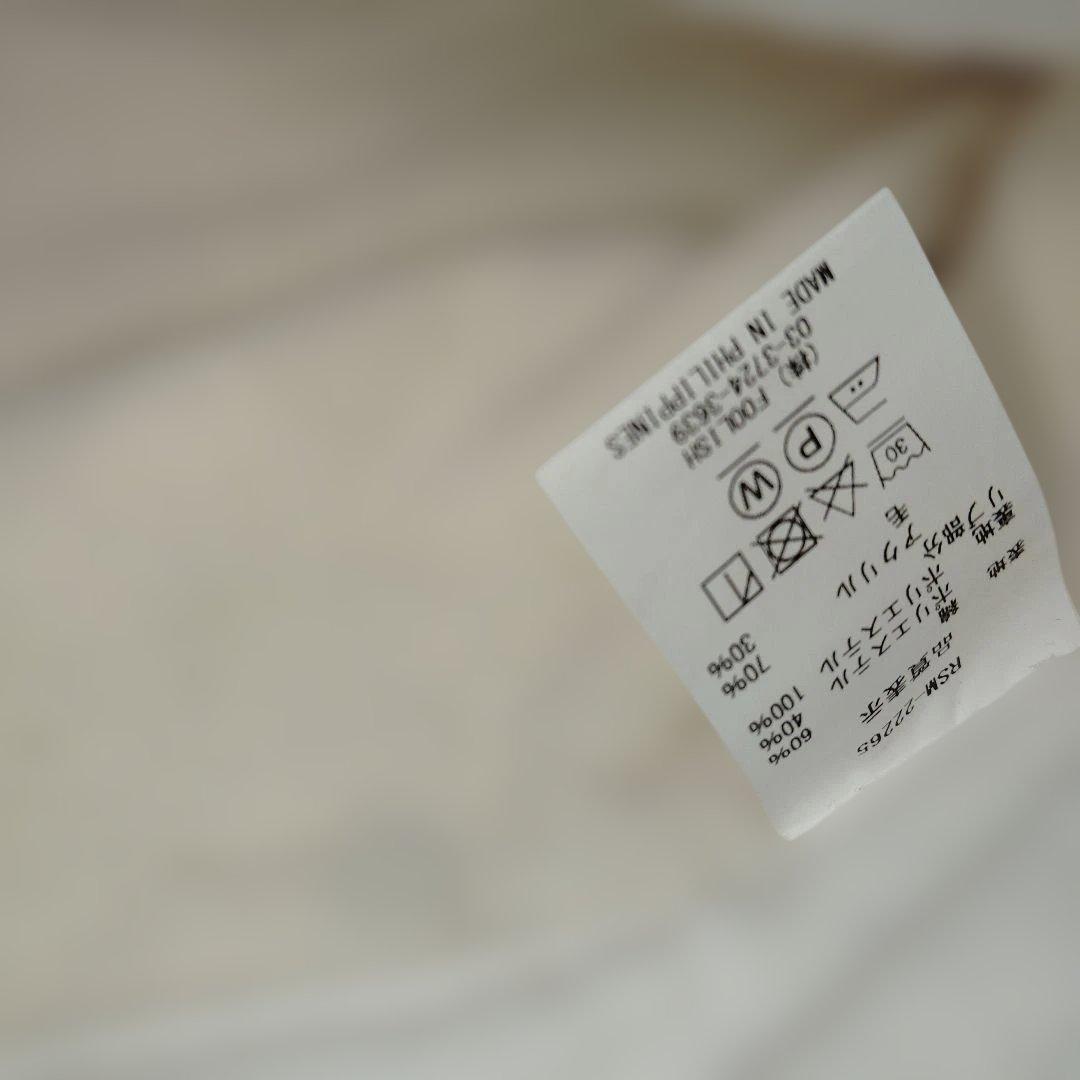 RSM-22265
品質表示
表地 綿 60%
ポリエステル 40%
裏地 ポリエステル 100%
リブ部分 アクリル 70%
毛 30%
30
P
W
(株) FOOLISH
03-3724-3639
MADE IN PHILIPPINES